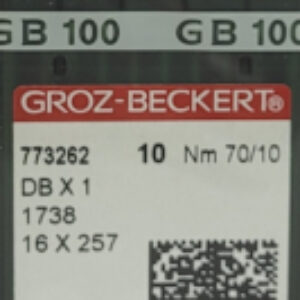 GB 100 GB 100
GROZ-BECKERT®
773262 10 Nm 70/10
DB X 1
1738
16 X 257